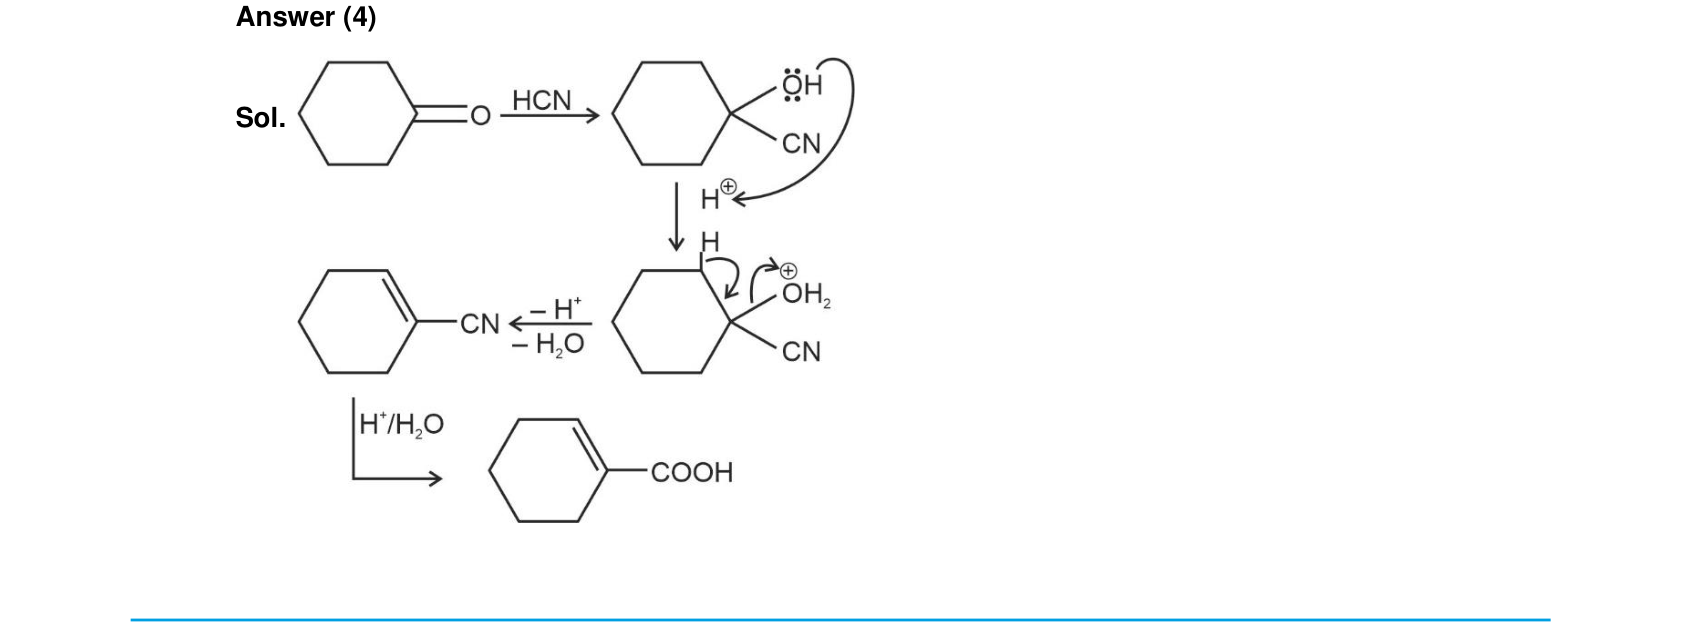 Answer (4)
Sol.
O
HCN
ÖH
CN
H⊕
H
⊕
OH₂
CN
– H⁺
– H₂O
CN
H⁺/H₂O
COOH